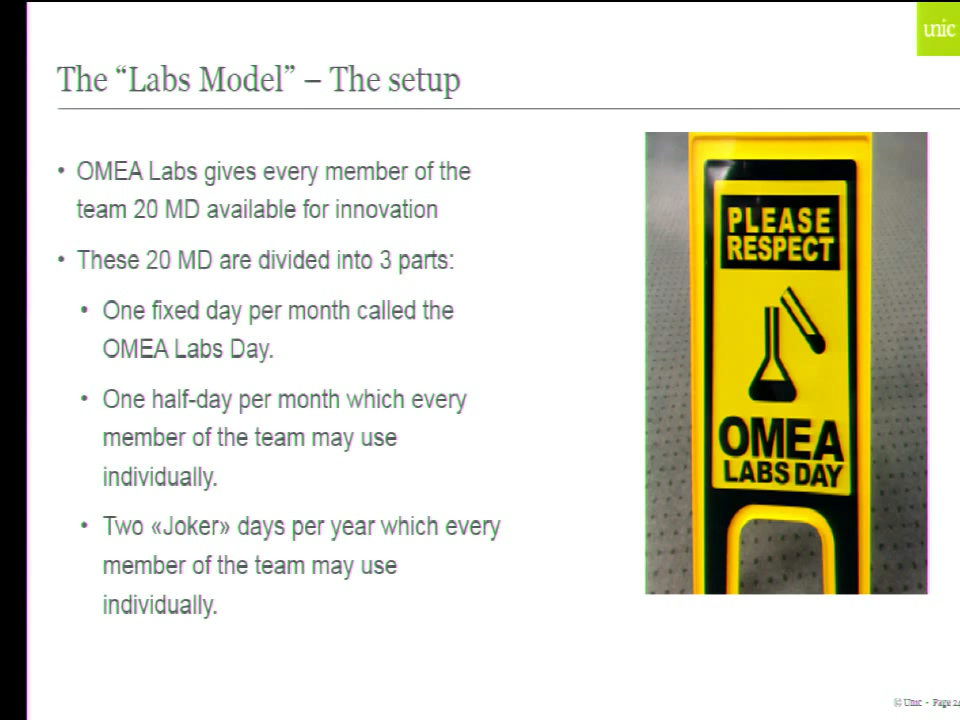 unic
The “Labs Model” – The setup
• OMEA Labs gives every member of the
team 20 MD available for innovation
• These 20 MD are divided into 3 parts:
• One fixed day per month called the
OMEA Labs Day.
• One half-day per month which every
member of the team may use
individually.
• Two «Joker» days per year which every
member of the team may use
individually.
PLEASE
RESPECT
OMEA
LABS DAY
© Unic - Page 24